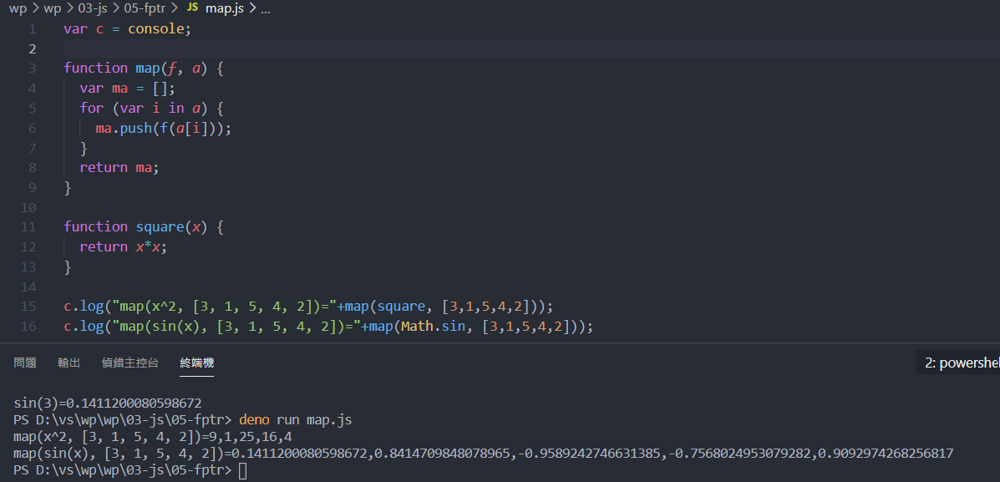 wp > wp > 03-js > 05-fptr > JS map.js > ...
1 var c = console;
2
3 function map(f, a) {
4   var ma = [];
5   for (var i in a) {
6     ma.push(f(a[i]));
7   }
8   return ma;
9 }
10
11 function square(x) {
12   return x*x;
13 }
14
15 c.log("map(x^2, [3, 1, 5, 4, 2])="+map(square, [3,1,5,4,2]));
16 c.log("map(sin(x), [3, 1, 5, 4, 2])="+map(Math.sin, [3,1,5,4,2]));
問題 輸出 偵錯主控台 終端機 2: powershel
sin(3)=0.1411200080598672
PS D:\vs\wp\wp\03-js\05-fptr> deno run map.js
map(x^2, [3, 1, 5, 4, 2])=9,1,25,16,4
map(sin(x), [3, 1, 5, 4, 2])=0.1411200080598672,0.8414709848078965,-0.9589242746631385,-0.7568024953079282,0.9092974268256817
PS D:\vs\wp\wp\03-js\05-fptr>